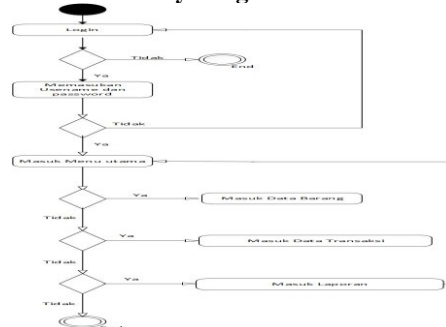 Login
Tidak
End
Ya
Memasukan
Usename dan
password
Tidak
Ya
Masuk Menu utama
Ya
Masuk Data Barang
Tidak
Ya
Masuk Data Transaksi
Tidak
Ya
Masuk Laporan
Tidak